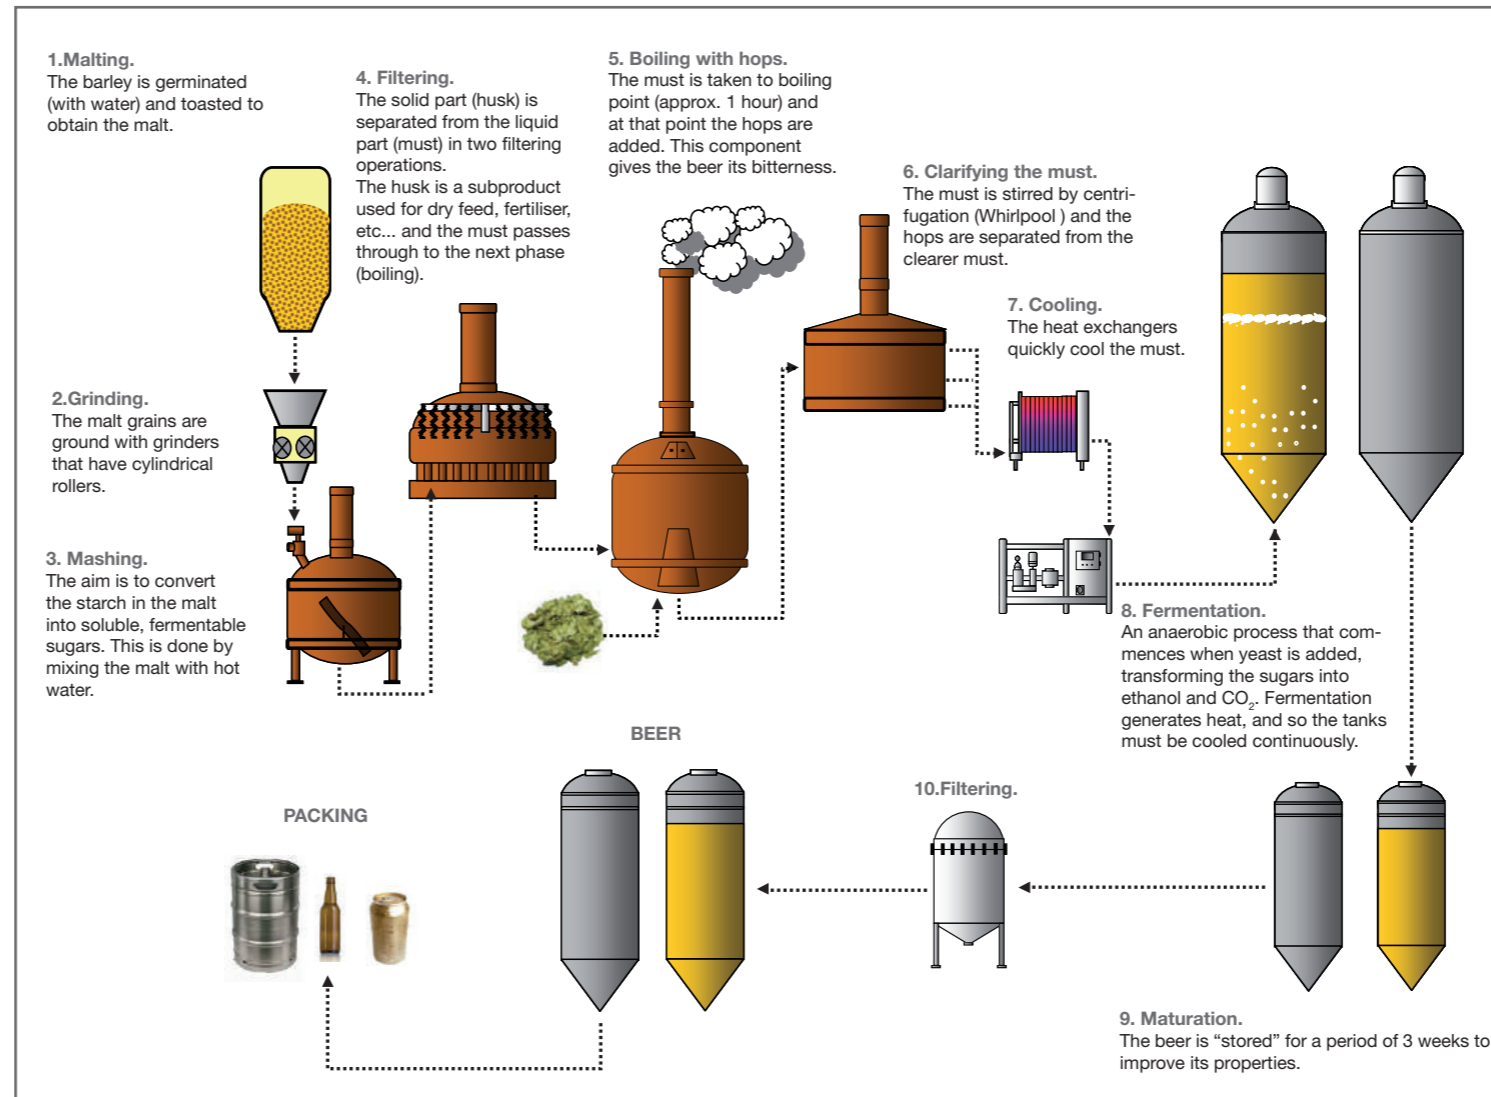 1.Malting.
The barley is germinated
(with water) and toasted to
obtain the malt.
2.Grinding.
The malt grains are
ground with grinders
that have cylindrical
rollers.
3. Mashing.
The aim is to convert
the starch in the malt
into soluble, fermentable
sugars. This is done by
mixing the malt with hot
water.
4. Filtering.
The solid part (husk) is
separated from the liquid
part (must) in two filtering
operations.
The husk is a subproduct
used for dry feed, fertiliser,
etc... and the must passes
through to the next phase
(boiling).
5. Boiling with hops.
The must is taken to boiling
point (approx. 1 hour) and
at that point the hops are
added. This component
gives the beer its bitterness.
6. Clarifying the must.
The must is stirred by centri-
fugation (Whirlpool ) and the
hops are separated from the
clearer must.
7. Cooling.
The heat exchangers
quickly cool the must.
8. Fermentation.
An anaerobic process that com-
mences when yeast is added,
transforming the sugars into
ethanol and CO₂. Fermentation
generates heat, and so the tanks
must be cooled continuously.
9. Maturation.
The beer is “stored” for a period of 3 weeks to
improve its properties.
10.Filtering.
BEER
PACKING